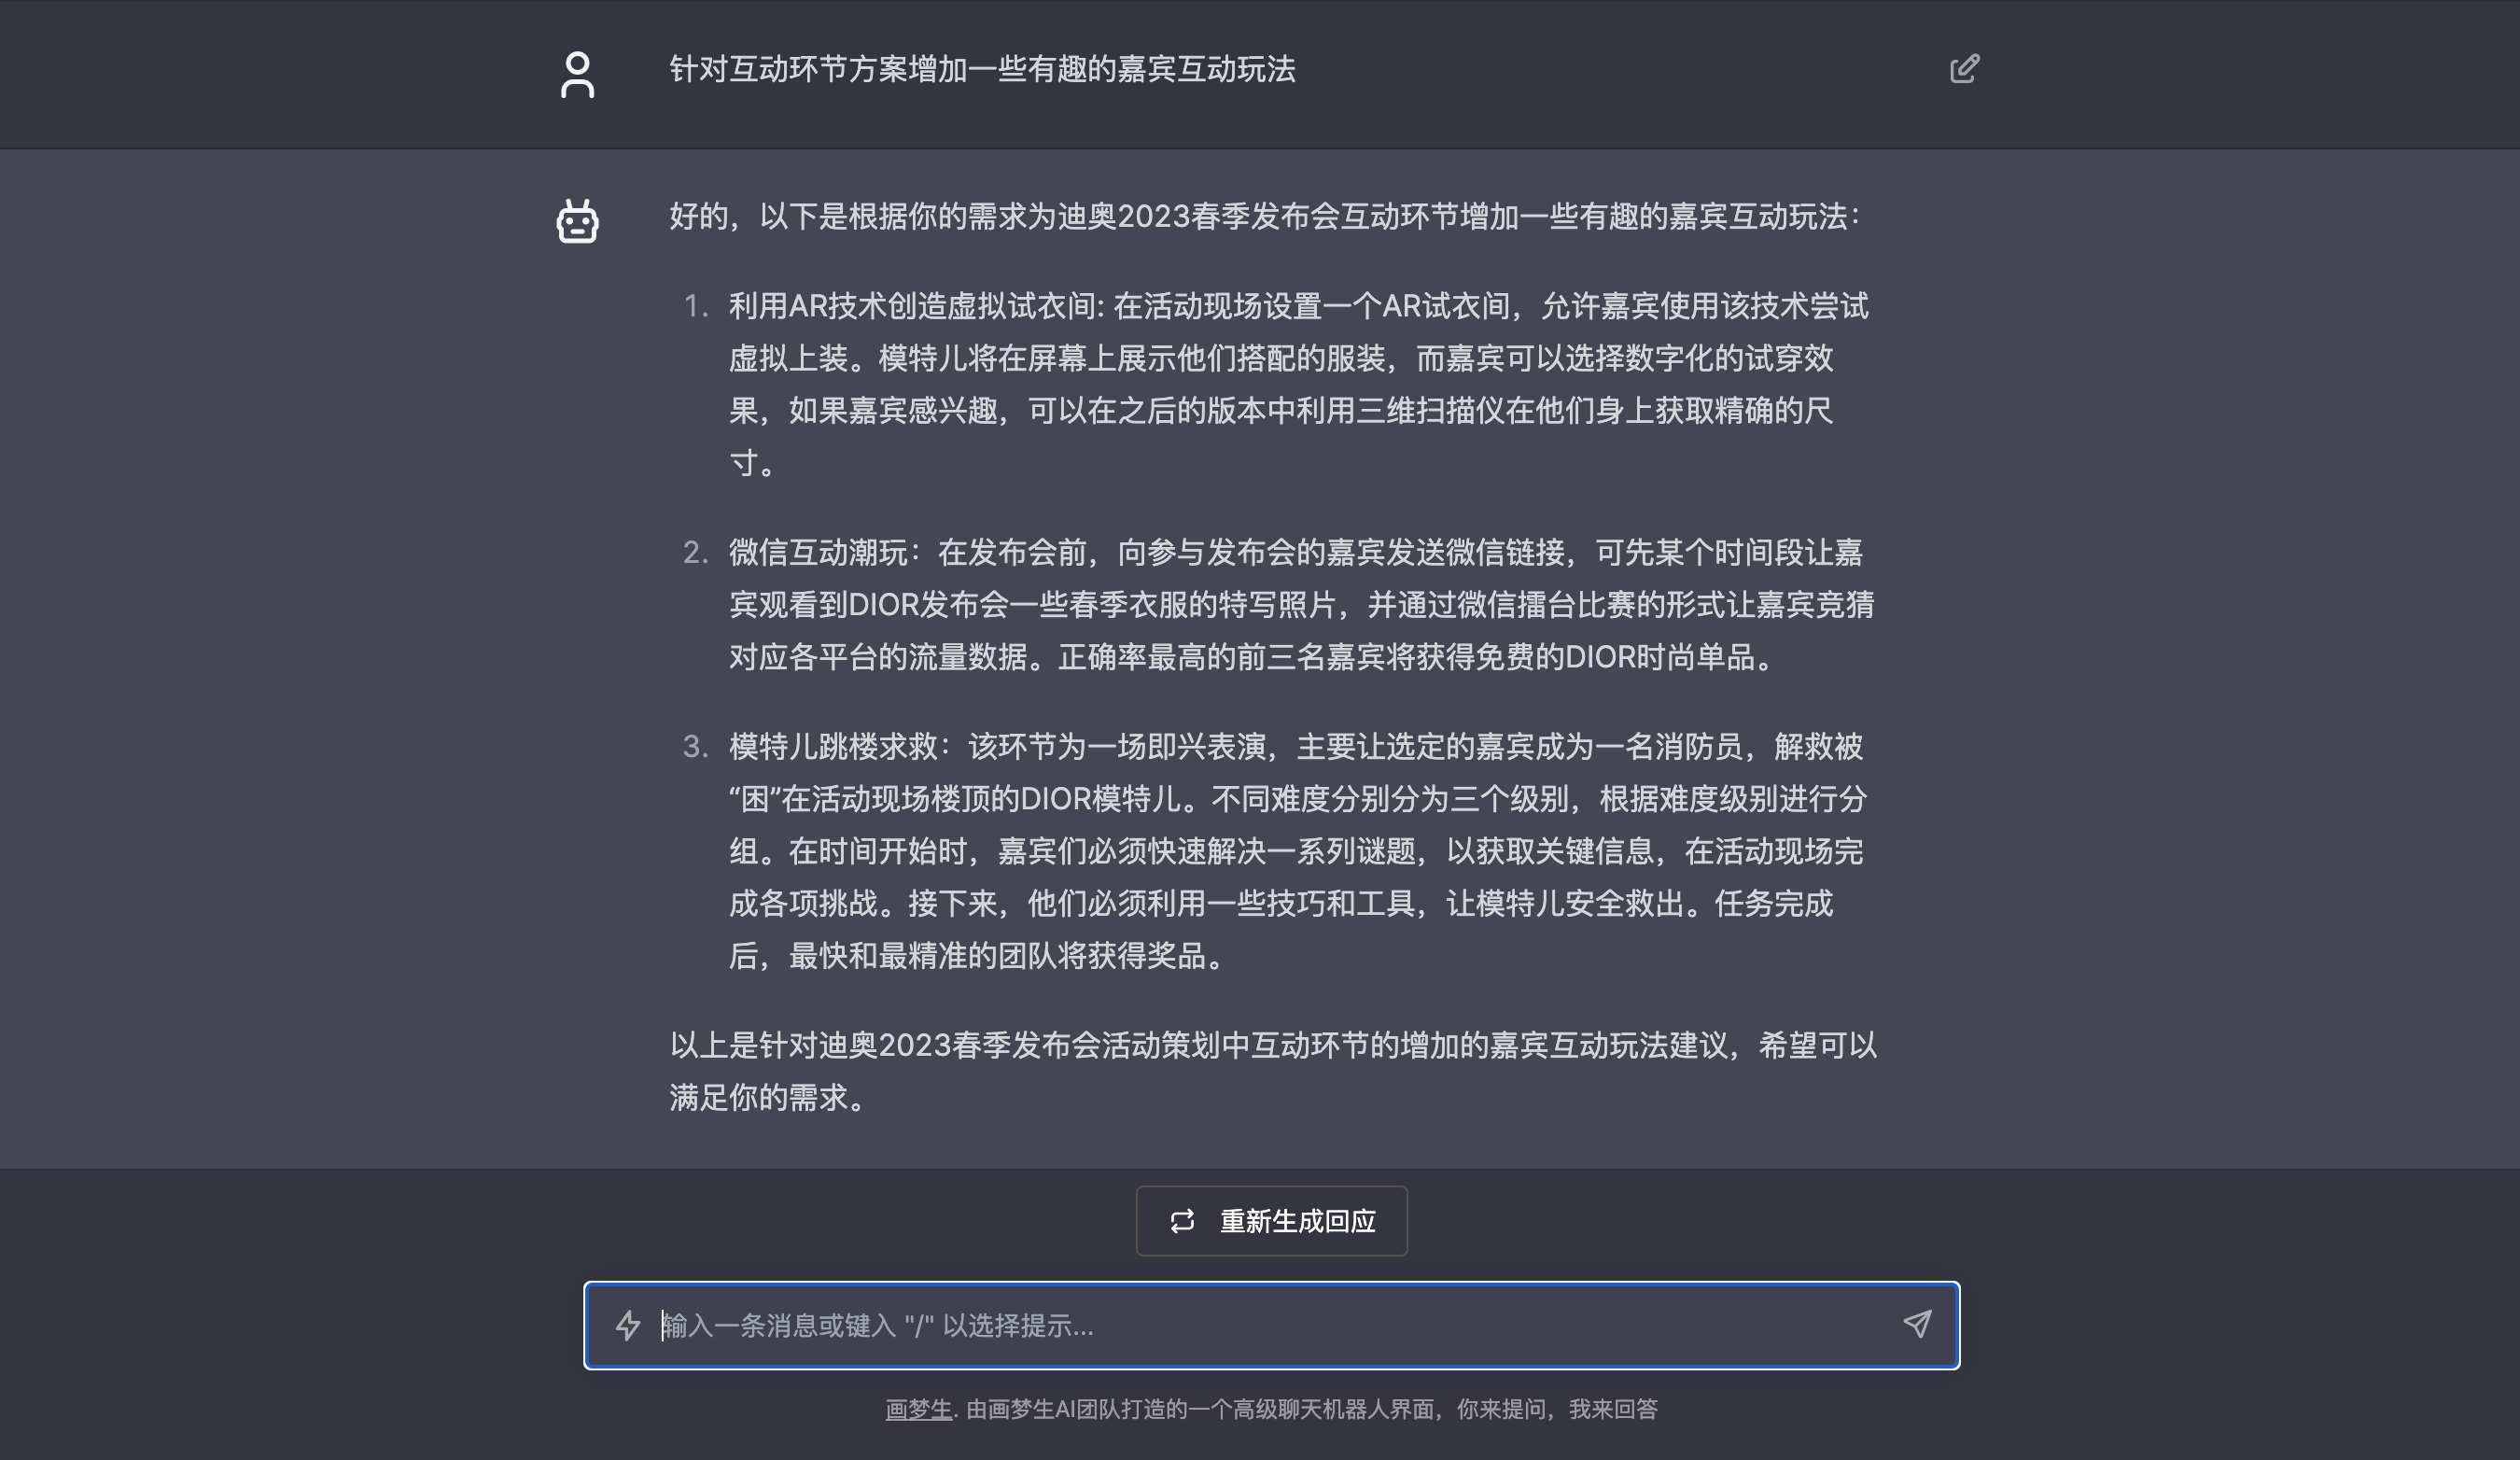 针对互动环节方案增加一些有趣的嘉宾互动玩法
好的，以下是根据你的需求为迪奥2023春季发布会互动环节增加一些有趣的嘉宾互动玩法：
1. 利用AR技术创造虚拟试衣间: 在活动现场设置一个AR试衣间，允许嘉宾使用该技术尝试
虚拟上装。模特儿将在屏幕上展示他们搭配的服装，而嘉宾可以选择数字化的试穿效
果，如果嘉宾感兴趣，可以在之后的版本中利用三维扫描仪在他们身上获取精确的尺
寸。
2. 微信互动潮玩：在发布会前，向参与发布会的嘉宾发送微信链接，可先某个时间段让嘉
宾观看到DIOR发布会一些春季衣服的特写照片，并通过微信擂台比赛的形式让嘉宾竞猜
对应各平台的流量数据。正确率最高的前三名嘉宾将获得免费的DIOR时尚单品。
3. 模特儿跳楼求救：该环节为一场即兴表演，主要让选定的嘉宾成为一名消防员，解救被
“困”在活动现场楼顶的DIOR模特儿。不同难度分别分为三个级别，根据难度级别进行分
组。在时间开始时，嘉宾们必须快速解决一系列谜题，以获取关键信息，在活动现场完
成各项挑战。接下来，他们必须利用一些技巧和工具，让模特儿安全救出。任务完成
后，最快和最精准的团队将获得奖品。
以上是针对迪奥2023春季发布会活动策划中互动环节的增加的嘉宾互动玩法建议，希望可以
满足你的需求。
重新生成回应
输入一条消息或键入 "/" 以选择提示...
画梦生. 由画梦生AI团队打造的一个高级聊天机器人界面，你来提问，我来回答